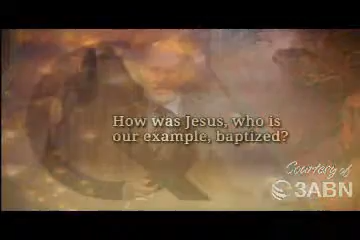 How was Jesus, who is
our example, baptized?
Courtesy of
3ABN